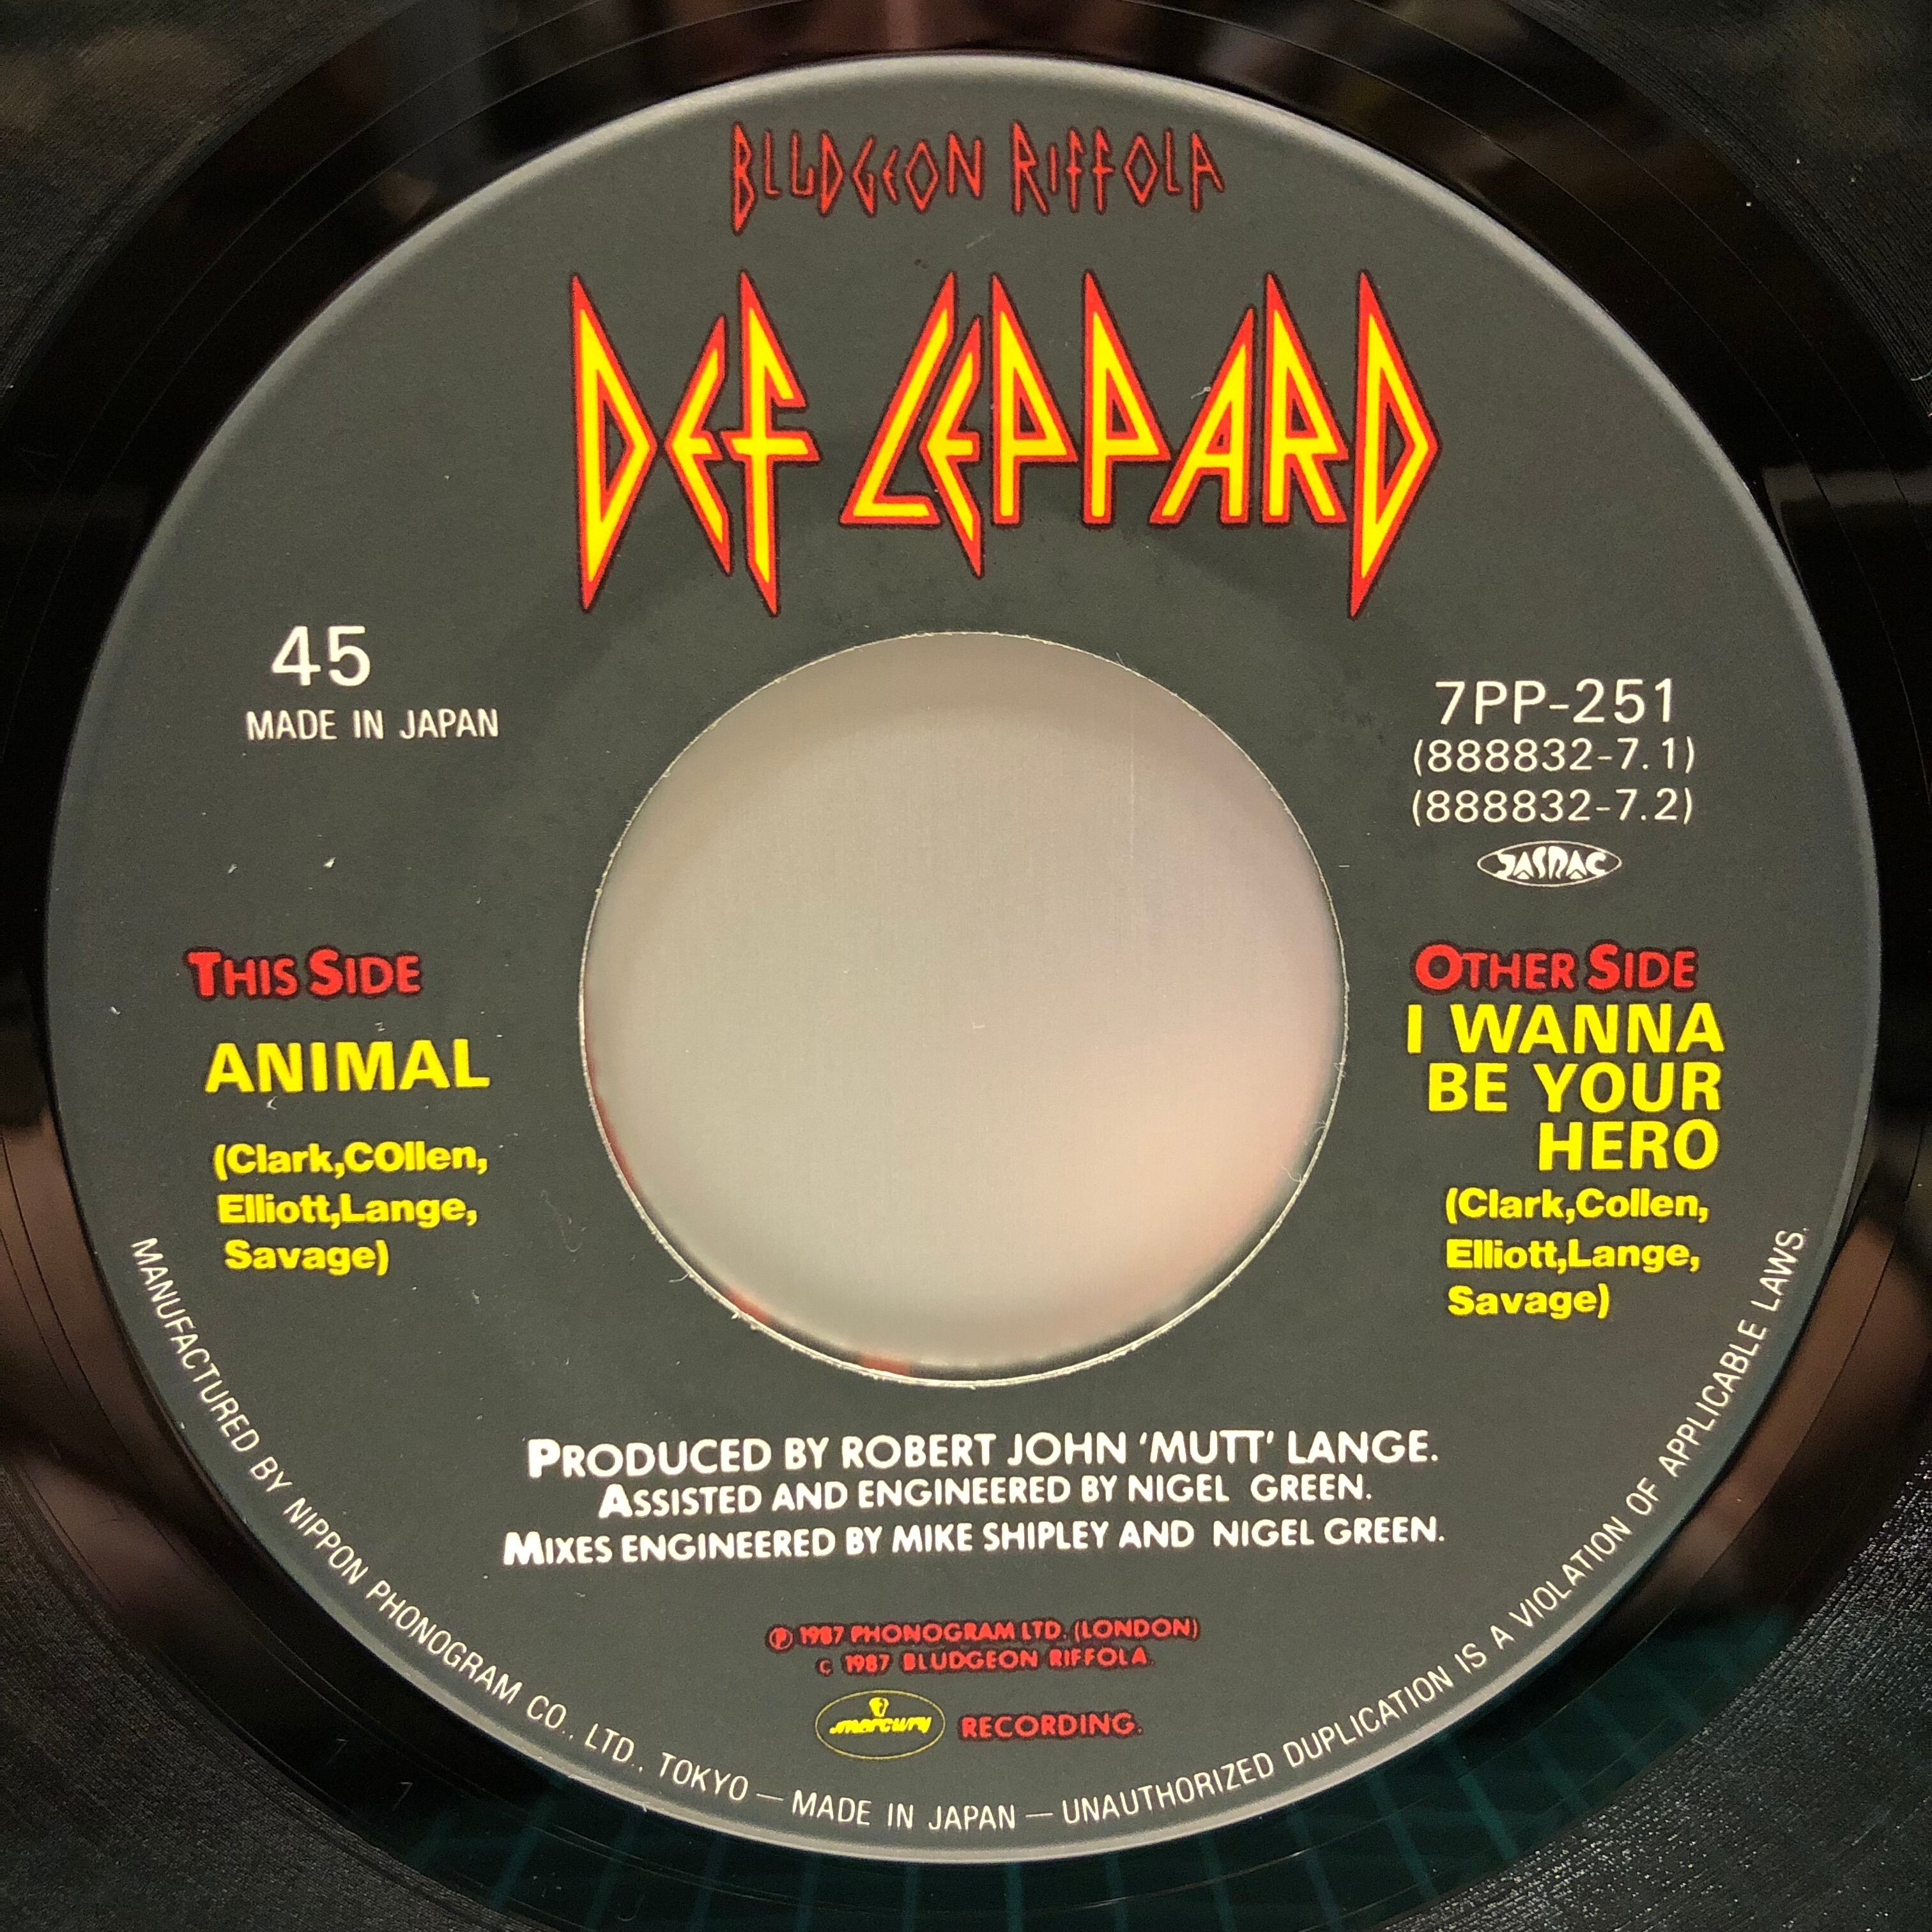 BLUDGEON RIFFOLA
DEF LEPPARD
45
MADE IN JAPAN
7PP-251
(888832-7.1)
(888832-7.2)
JASRAC
THIS SIDE
ANIMAL
(Clark,COllen,
Elliott,Lange,
Savage)
OTHER SIDE
I WANNA
BE YOUR
HERO
(Clark,Collen,
Elliott,Lange,
Savage)
PRODUCED BY ROBERT JOHN 'MUTT' LANGE.
ASSISTED AND ENGINEERED BY NIGEL GREEN.
MIXES ENGINEERED BY MIKE SHIPLEY AND NIGEL GREEN.
℗ 1987 PHONOGRAM LTD. (LONDON)
C 1987 BLUDGEON RIFFOLA.
mercury RECORDING.
MANUFACTURED BY NIPPON PHONOGRAM CO., LTD., TOKYO — MADE IN JAPAN — UNAUTHORIZED DUPLICATION IS A VIOLATION OF APPLICABLE LAWS.